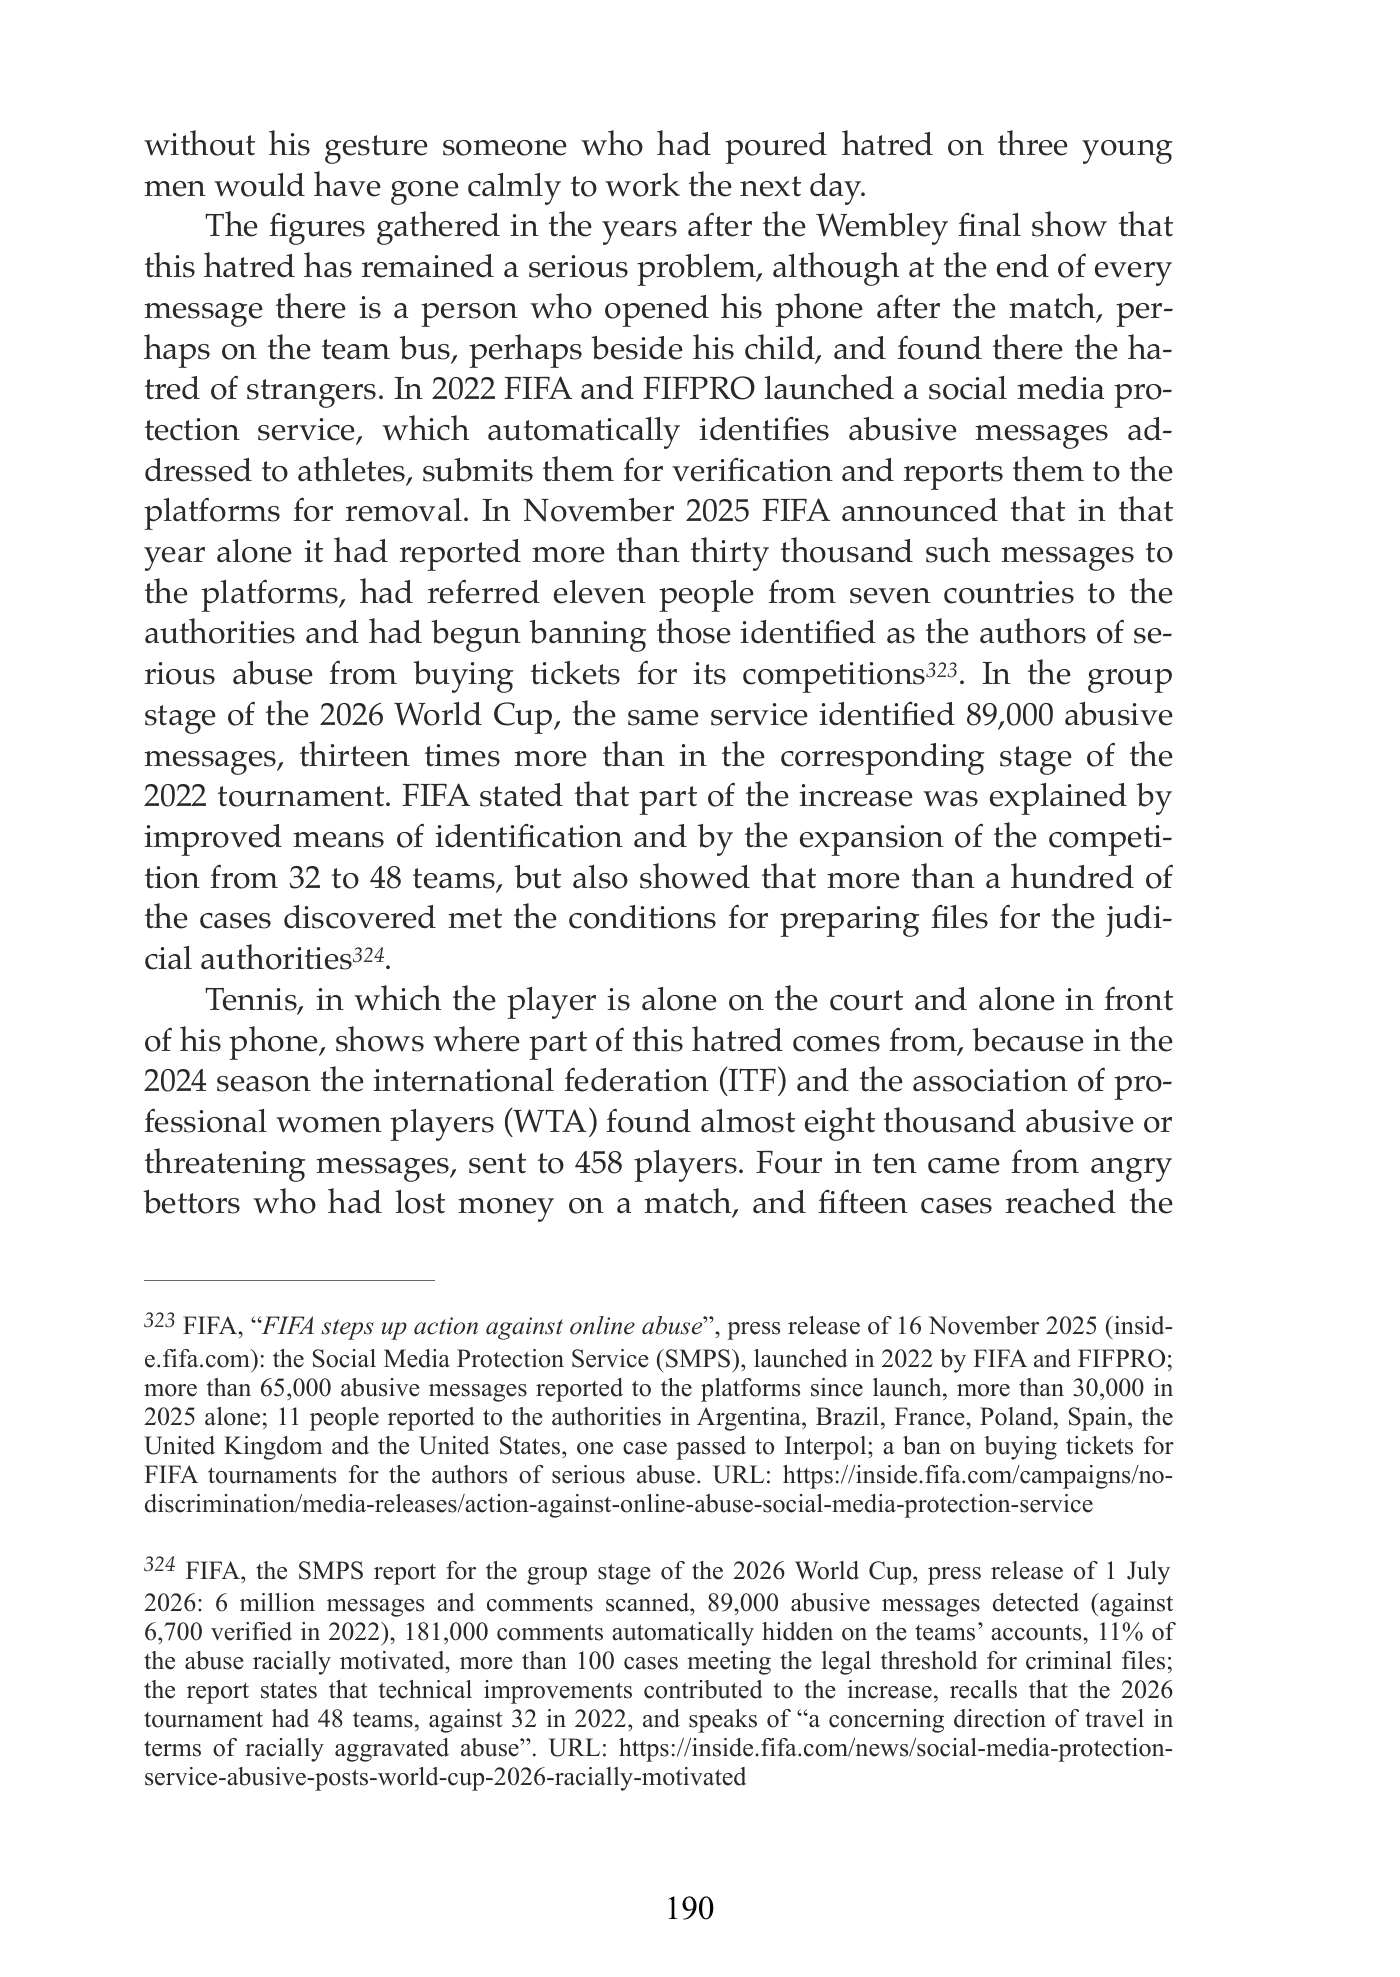 without his gesture someone who had poured hatred on three young
men would have gone calmly to work the next day.
The figures gathered in the years after the Wembley final show that
this hatred has remained a serious problem, although at the end of every
message there is a person who opened his phone after the match, per-
haps on the team bus, perhaps beside his child, and found there the ha-
tred of strangers. In 2022 FIFA and FIFPRO launched a social media pro-
tection service, which automatically identifies abusive messages ad-
dressed to athletes, submits them for verification and reports them to the
platforms for removal. In November 2025 FIFA announced that in that
year alone it had reported more than thirty thousand such messages to
the platforms, had referred eleven people from seven countries to the
authorities and had begun banning those identified as the authors of se-
rious abuse from buying tickets for its competitions323. In the group
stage of the 2026 World Cup, the same service identified 89,000 abusive
messages, thirteen times more than in the corresponding stage of the
2022 tournament. FIFA stated that part of the increase was explained by
improved means of identification and by the expansion of the competi-
tion from 32 to 48 teams, but also showed that more than a hundred of
the cases discovered met the conditions for preparing files for the judi-
cial authorities324.
Tennis, in which the player is alone on the court and alone in front
of his phone, shows where part of this hatred comes from, because in the
2024 season the international federation (ITF) and the association of pro-
fessional women players (WTA) found almost eight thousand abusive or
threatening messages, sent to 458 players. Four in ten came from angry
bettors who had lost money on a match, and fifteen cases reached the
323 FIFA, “FIFA steps up action against online abuse”, press release of 16 November 2025 (insid-
e.fifa.com): the Social Media Protection Service (SMPS), launched in 2022 by FIFA and FIFPRO;
more than 65,000 abusive messages reported to the platforms since launch, more than 30,000 in
2025 alone; 11 people reported to the authorities in Argentina, Brazil, France, Poland, Spain, the
United Kingdom and the United States, one case passed to Interpol; a ban on buying tickets for
FIFA tournaments for the authors of serious abuse. URL: https://inside.fifa.com/campaigns/no-
discrimination/media-releases/action-against-online-abuse-social-media-protection-service
324 FIFA, the SMPS report for the group stage of the 2026 World Cup, press release of 1 July
2026: 6 million messages and comments scanned, 89,000 abusive messages detected (against
6,700 verified in 2022), 181,000 comments automatically hidden on the teams’ accounts, 11% of
the abuse racially motivated, more than 100 cases meeting the legal threshold for criminal files;
the report states that technical improvements contributed to the increase, recalls that the 2026
tournament had 48 teams, against 32 in 2022, and speaks of “a concerning direction of travel in
terms of racially aggravated abuse”. URL: https://inside.fifa.com/news/social-media-protection-
service-abusive-posts-world-cup-2026-racially-motivated
190